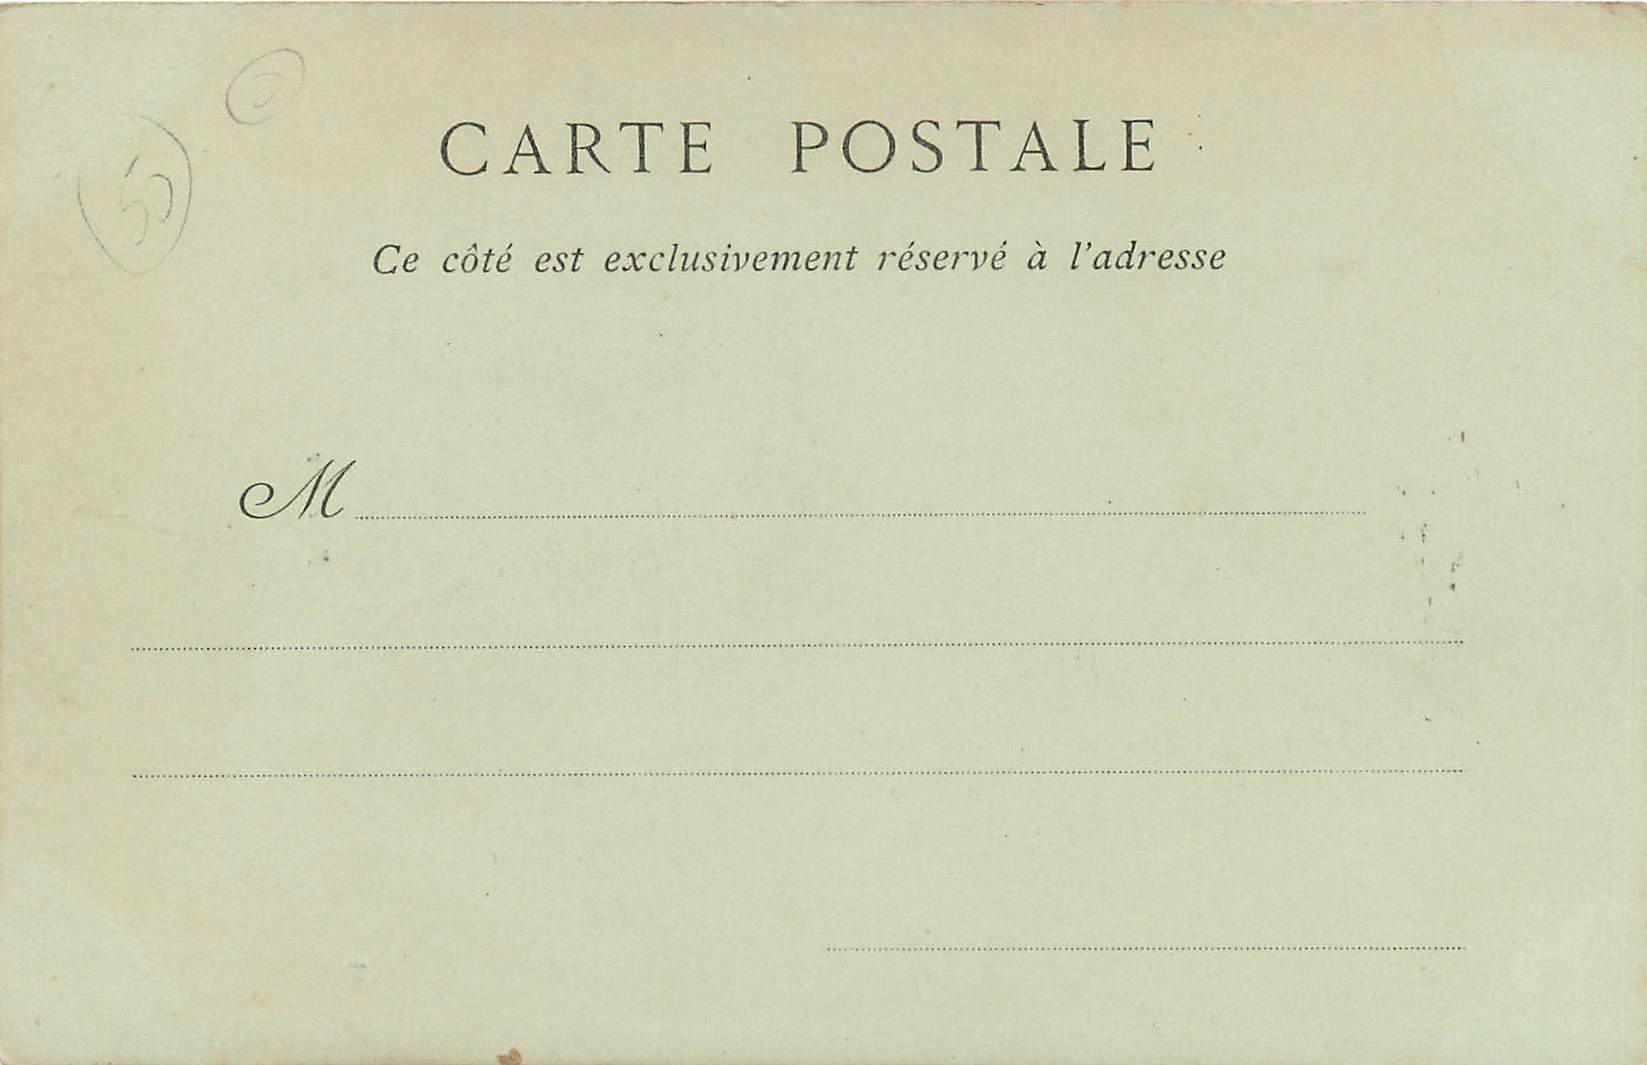 CARTE POSTALE
Ce côté est exclusivement réservé à l'adresse
M